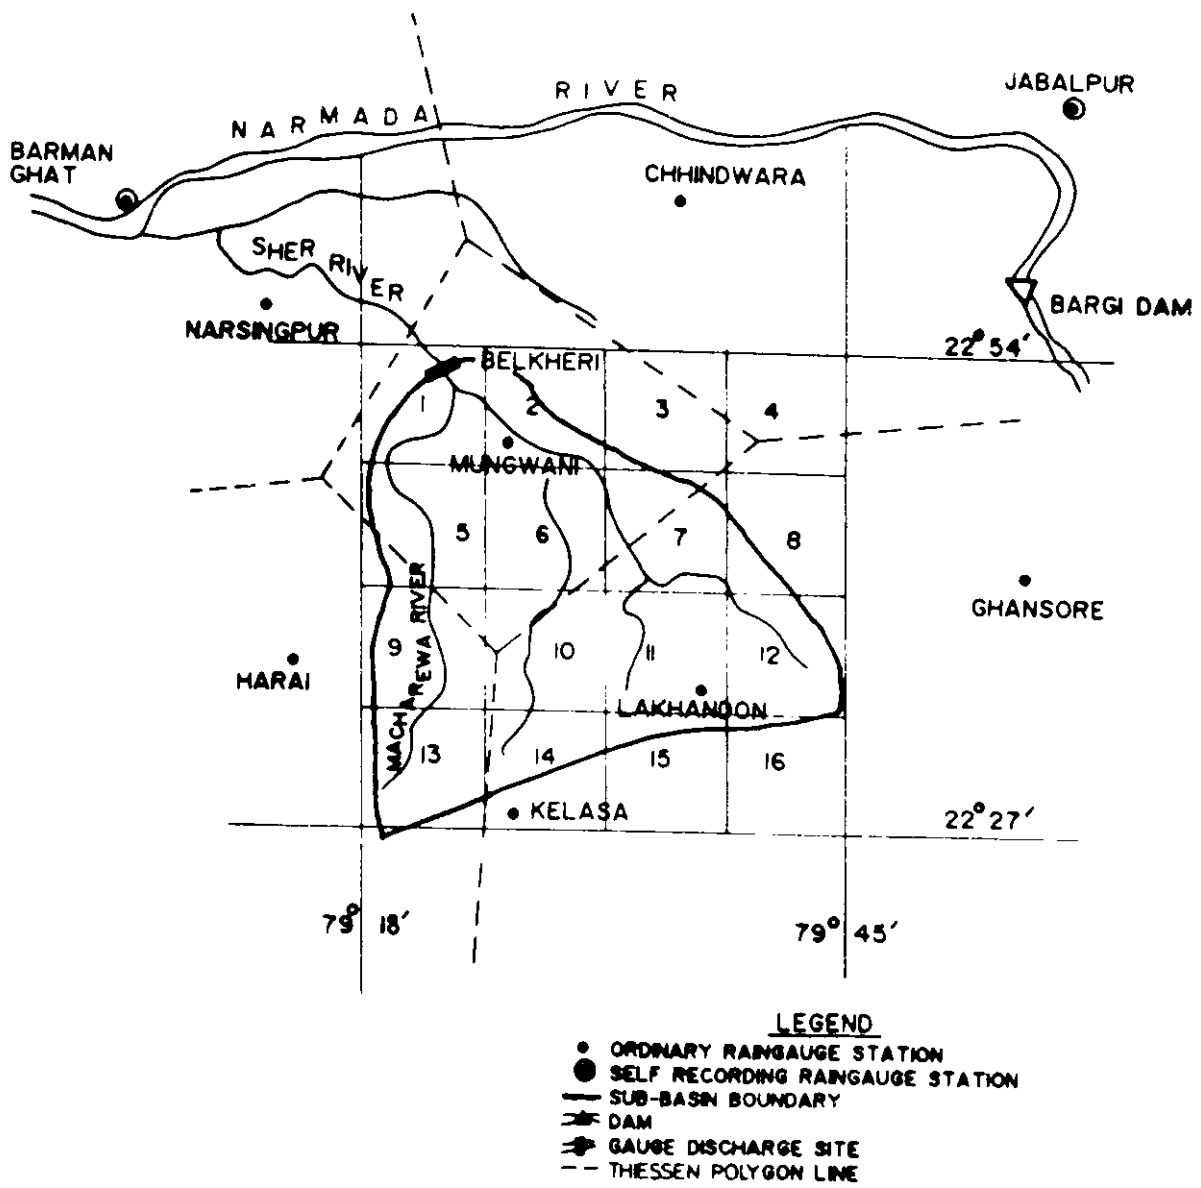 JABALPUR
NARMADA RIVER
BARMAN
GHAT
CHHINDWARA
SHER RIVER
BARGI DAM
NARSINGPUR
22° 54'
BELKHERI
1 2 3 4
MUNGWANI
5 6 7 8
GHANSORE
MACHAREWA RIVER
9 10 11 12
HARAI
LAKHANDON
13 14 15 16
KELASA
22° 27'
79° 18'
79° 45'
LEGEND
ORDINARY RAINGAUGE STATION
SELF RECORDING RAINGAUGE STATION
SUB-BASIN BOUNDARY
DAM
GAUGE DISCHARGE SITE
THIESSEN POLYGON LINE